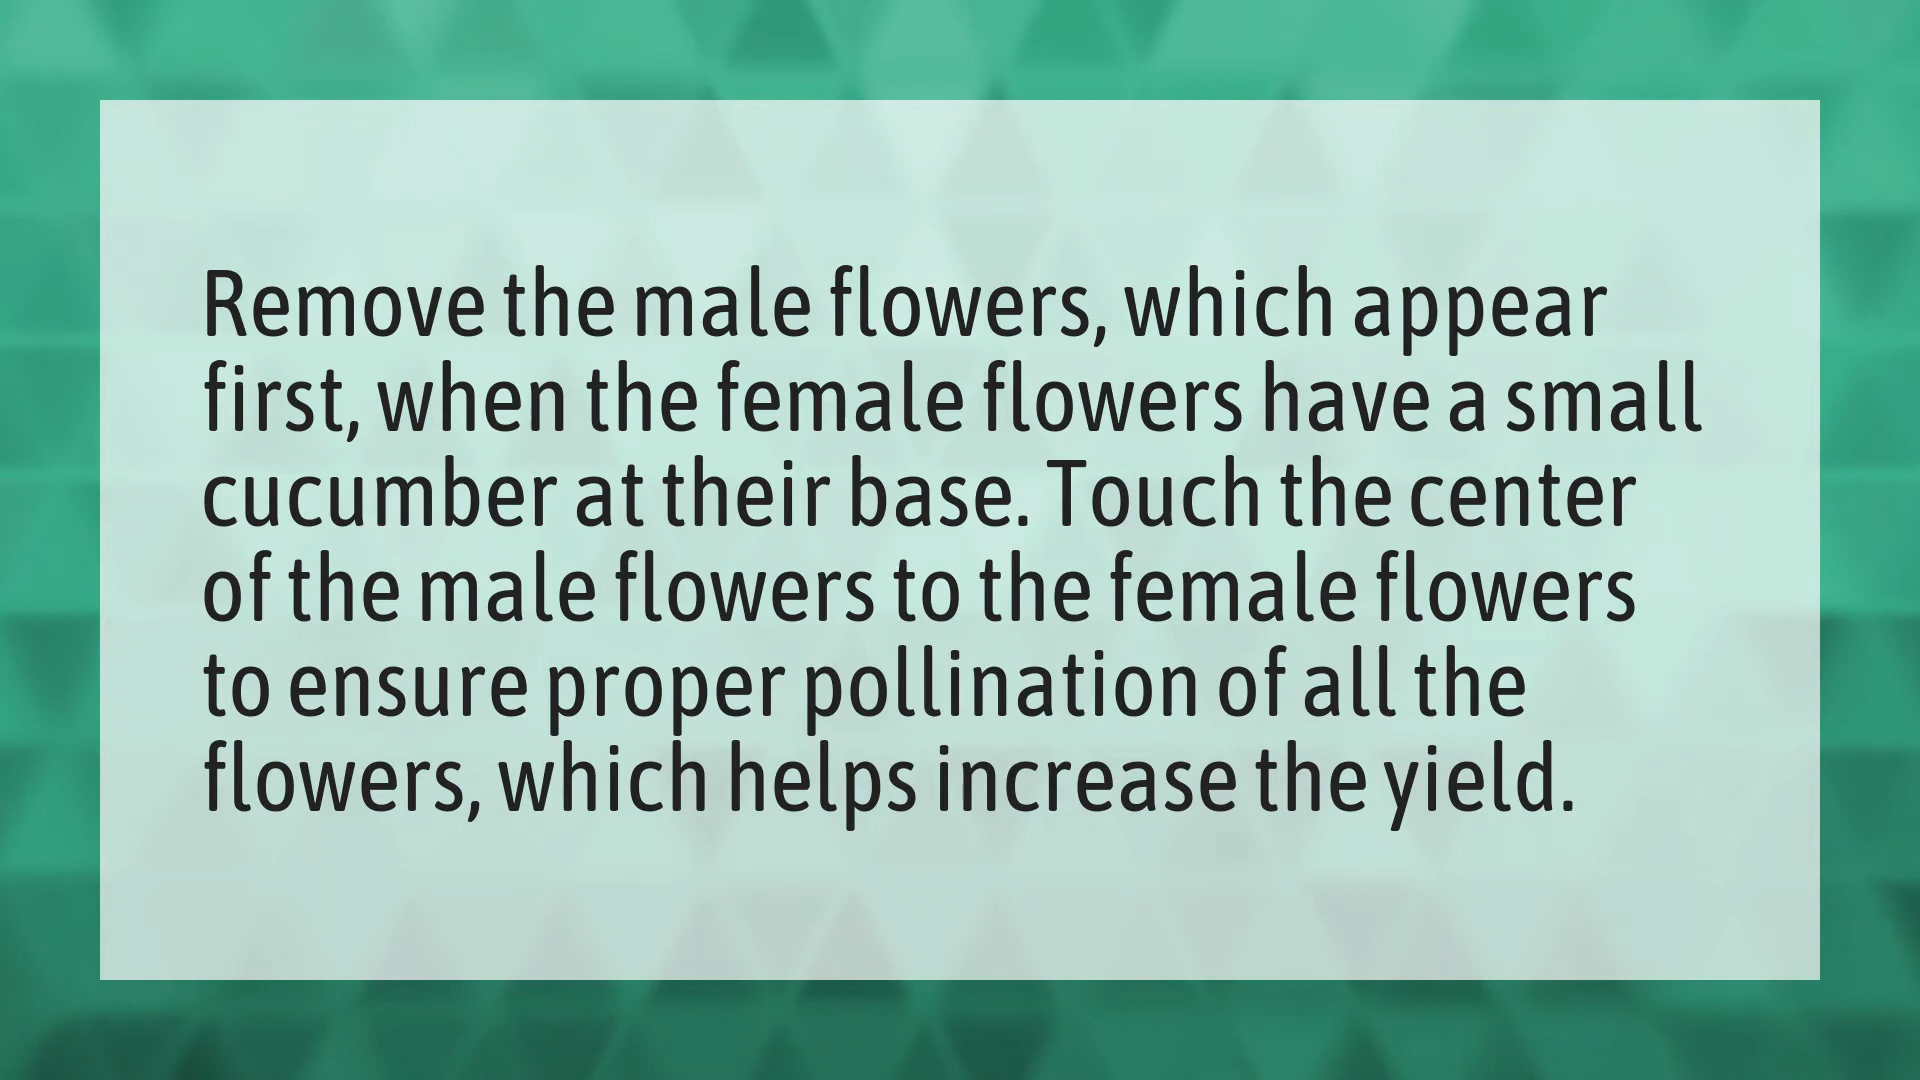 Remove the male flowers, which appear
first, when the female flowers have a small
cucumber at their base. Touch the center
of the male flowers to the female flowers
to ensure proper pollination of all the
flowers, which helps increase the yield.